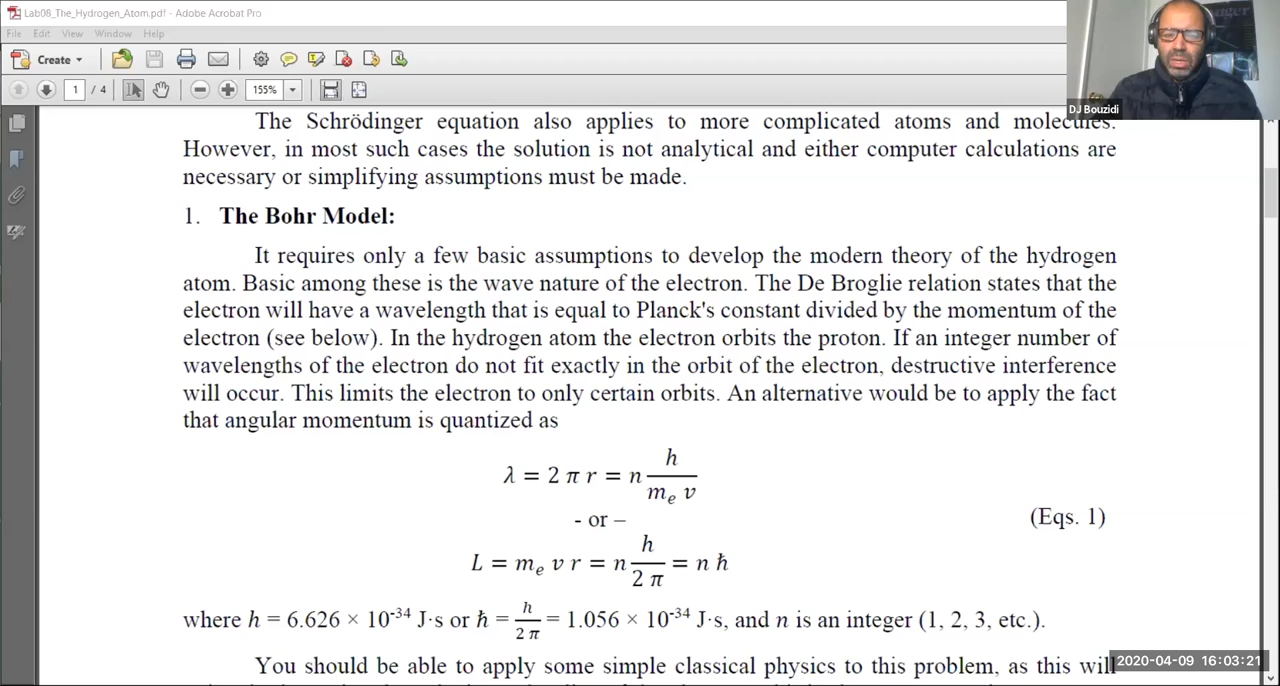 Lab08_The_Hydrogen_Atom.pdf - Adobe Acrobat Pro
File Edit View Window Help
Create
1 / 4 155%
DJ Bouzidi
The Schrödinger equation also applies to more complicated atoms and molecules.
However, in most such cases the solution is not analytical and either computer calculations are
necessary or simplifying assumptions must be made.
1. The Bohr Model:
It requires only a few basic assumptions to develop the modern theory of the hydrogen
atom. Basic among these is the wave nature of the electron. The De Broglie relation states that the
electron will have a wavelength that is equal to Planck's constant divided by the momentum of the
electron (see below). In the hydrogen atom the electron orbits the proton. If an integer number of
wavelengths of the electron do not fit exactly in the orbit of the electron, destructive interference
will occur. This limits the electron to only certain orbits. An alternative would be to apply the fact
that angular momentum is quantized as
λ = 2 π r = n h / (mₑ v)
- or –
(Eqs. 1)
L = mₑ v r = n h / (2 π) = n ħ
where h = 6.626 × 10⁻³⁴ J·s or ħ = h / (2 π) = 1.056 × 10⁻³⁴ J·s, and n is an integer (1, 2, 3, etc.).
You should be able to apply some simple classical physics to this problem, as this will
2020-04-09 16:03:21